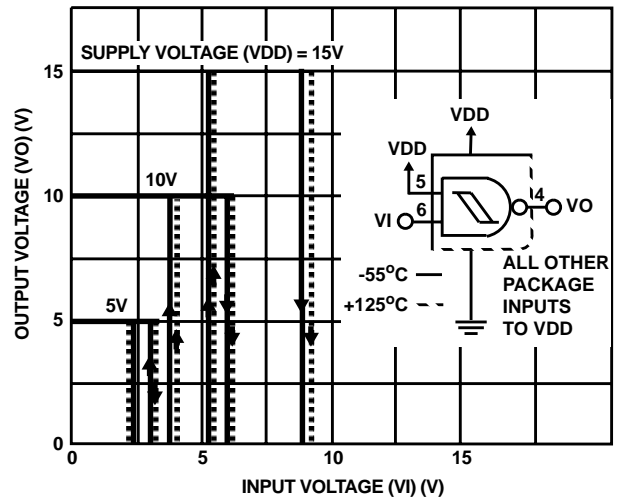 SUPPLY VOLTAGE (VDD) = 15V
15
10V
10
5V
5
0
0
5
10
15
INPUT VOLTAGE (VI) (V)
OUTPUT VOLTAGE (VO) (V)
VDD
VDD
5
VI
6
4
VO
-55°C
+125°C
ALL OTHER
PACKAGE
INPUTS
TO VDD